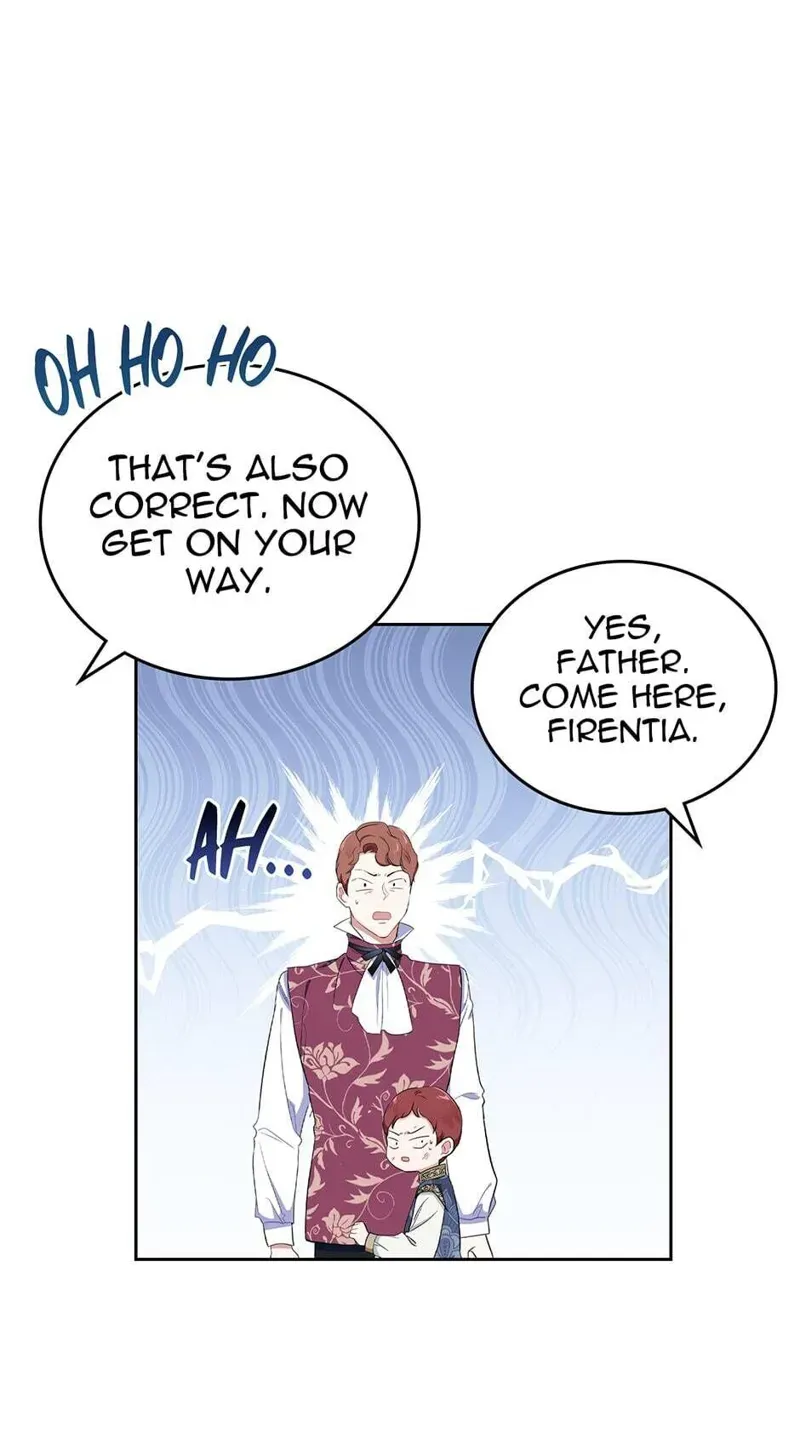 OH HO HO
THAT'S ALSO
CORRECT. NOW
GET ON YOUR
WAY.
YES,
FATHER.
COME HERE,
FIRENTIA.
AH...